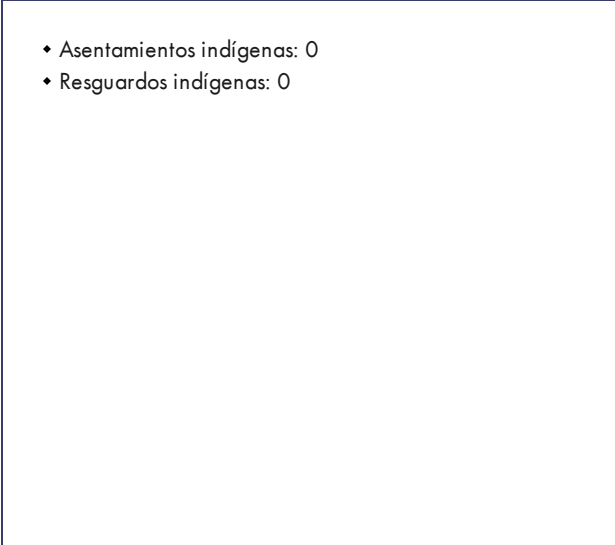 ⬥ Asentamientos indígenas: 0
⬥ Resguardos indígenas: 0